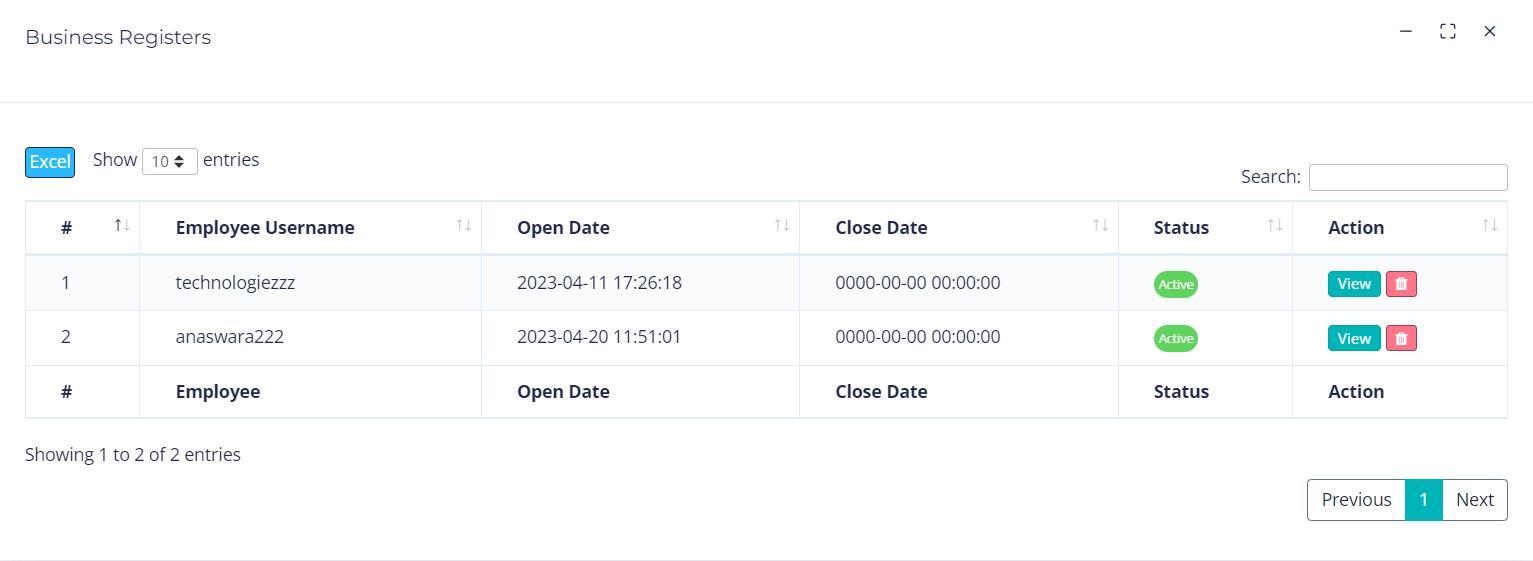 Business Registers
Excel Show 10 entries
Search:
# Employee Username Open Date Close Date Status Action
1 technologiezzz 2023-04-11 17:26:18 0000-00-00 00:00:00 Active View
2 anaswara222 2023-04-20 11:51:01 0000-00-00 00:00:00 Active View
# Employee Open Date Close Date Status Action
Showing 1 to 2 of 2 entries
Previous 1 Next